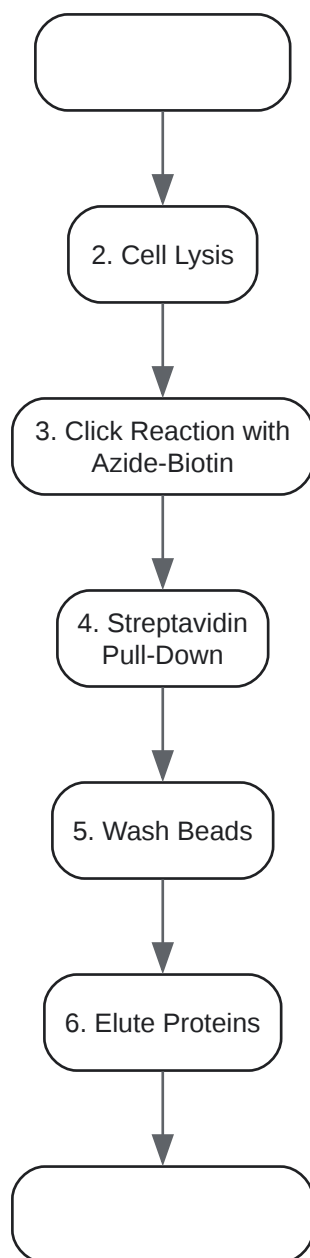 2. Cell Lysis
3. Click Reaction with
Azide-Biotin
4. Streptavidin
Pull-Down
5. Wash Beads
6. Elute Proteins